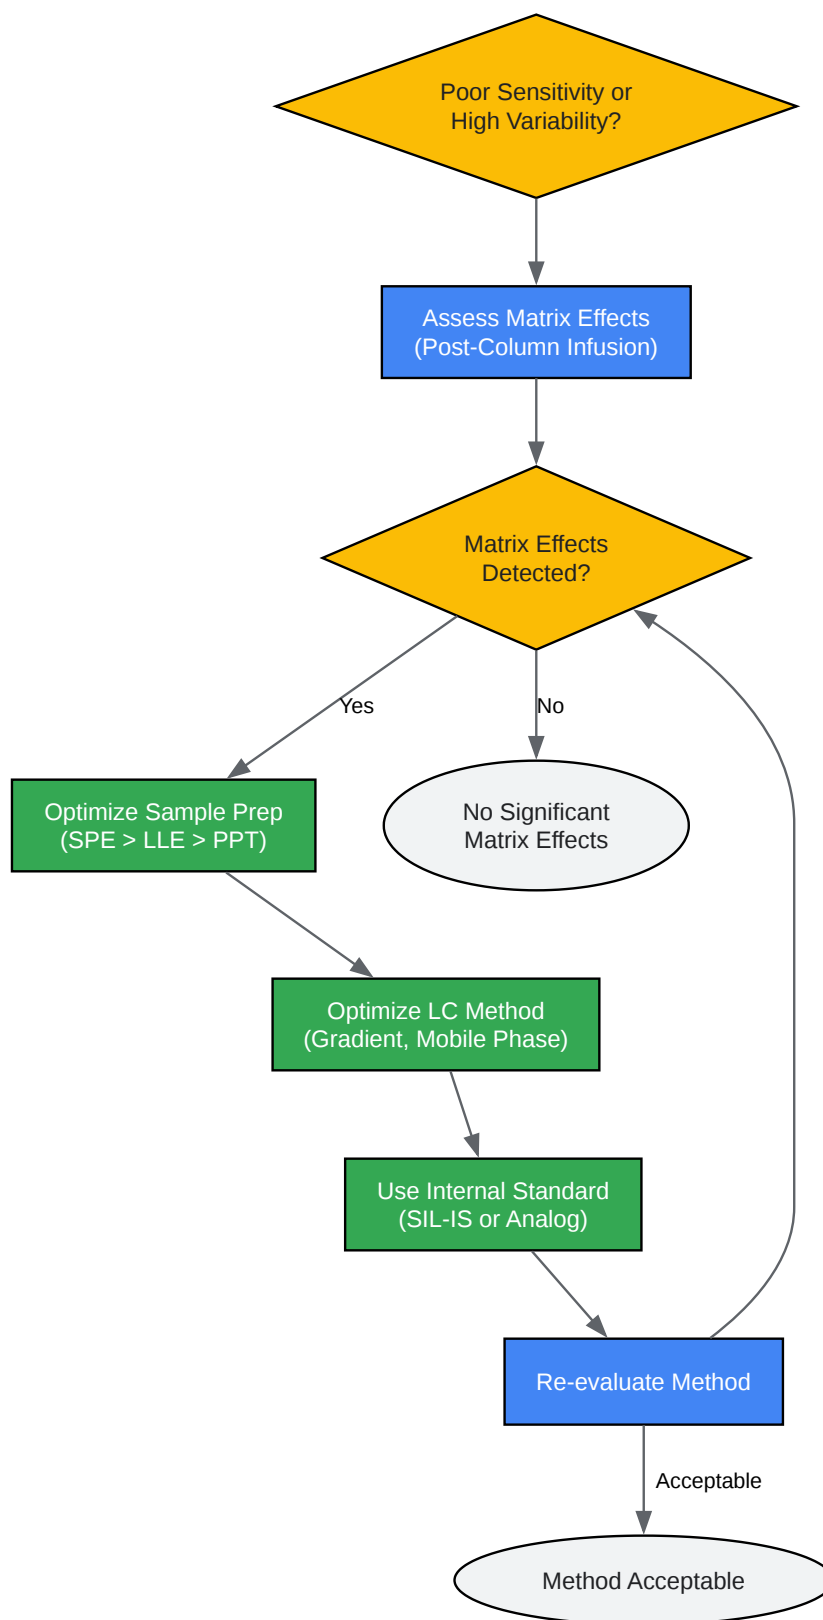 Poor Sensitivity or
High Variability?
Assess Matrix Effects
(Post-Column Infusion)
Matrix Effects
Detected?
Yes
No
Optimize Sample Prep
(SPE > LLE > PPT)
No Significant
Matrix Effects
Optimize LC Method
(Gradient, Mobile Phase)
Use Internal Standard
(SIL-IS or Analog)
Re-evaluate Method
Acceptable
Method Acceptable